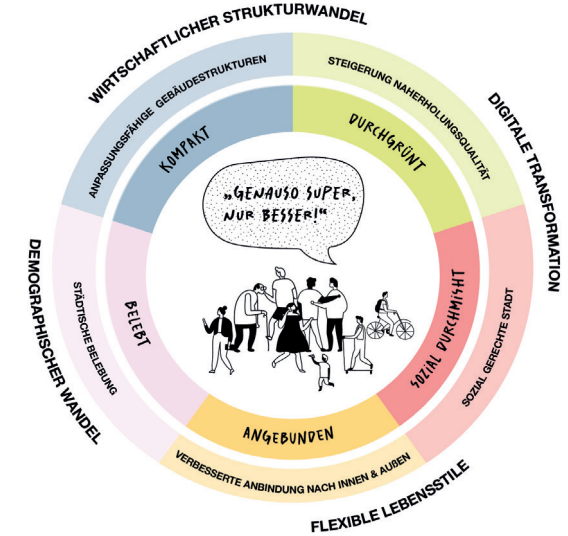 WIRTSCHAFTLICHER STRUKTURWANDEL
DIGITALE TRANSFORMATION
FLEXIBLE LEBENSSTILE
DEMOGRAPHISCHER WANDEL
ANPASSUNGSFÄHIGE GEBÄUDESTRUKTUREN
STEIGERUNG NAHERHOLUNGSQUALITÄT
SOZIAL GERECHTE STADT
VERBESSERTE ANBINDUNG NACH INNEN & AUßEN
STÄDTISCHE BELEBUNG
KOMPAKT
DURCHGRÜNT
SOZIAL DURCHMISHT
ANGEBUNDEN
BELEBT
„GENAUSO SUPER,
NUR BESSER!“